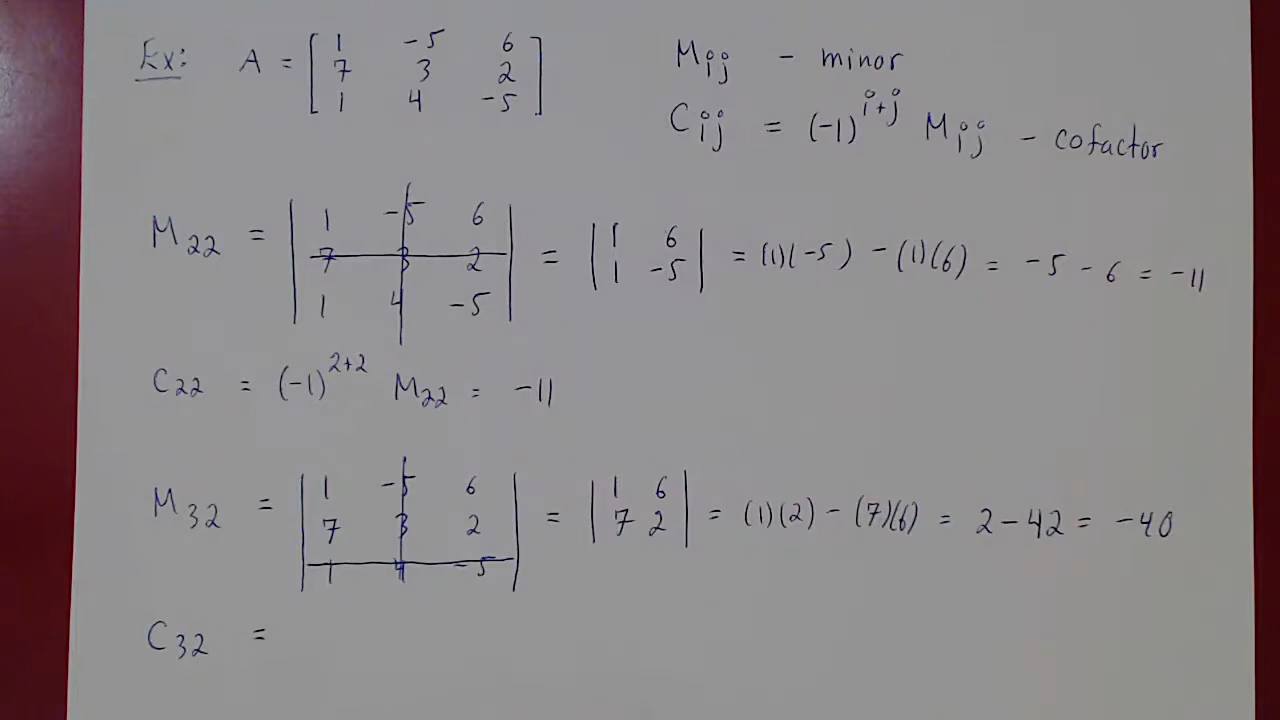 Ex: A = [ 1 -5 6
7 3 2
1 4 -5 ]
Mij - minor
Cij = (-1)^i+j Mij - cofactor
M22 = | 1 -5 6 | = | 1 6 | = (1)(-5) - (1)(6) = -5 - 6 = -11
7 3 2 | 1 -5 |
1 4 -5
C22 = (-1)^2+2 M22 = -11
M32 = | 1 -5 6 | = | 1 6 | = (1)(2) - (7)(6) = 2 - 42 = -40
7 3 2 | 7 2 |
1 4 -5
C32 =